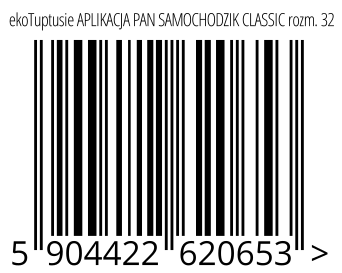 ekoTuptusie APLIKACJA PAN SAMOCHODZIK CLASSIC rozm. 32
5 904422 620653 >